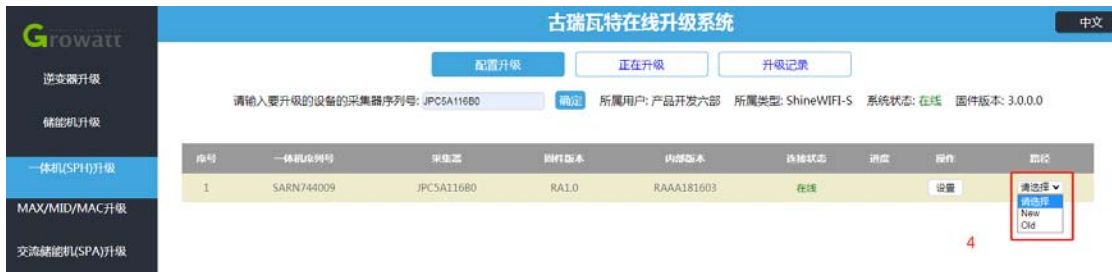 古瑞瓦特在线升级系统
中文
Growatt
配置升级 正在升级 升级记录
逆变器升级
请输入要升级的设备的采集器序列号: JPC5A116B0 确定 所属用户: 产品开发六部 所属类型: ShineWIFI-S 系统状态: 在线 固件版本: 3.0.0.0
储能机升级
序号 一体机序列号 采集器 固件版本 内部版本 连接状态 进度 操作 路径
一体机(SPH)升级
1 SARN744009 JPC5A116B0 RA1.0 RAAA181603 在线 设置 请选择
请选择
New
Old
MAX/MID/MAC升级
4
交流储能机(SPA)升级